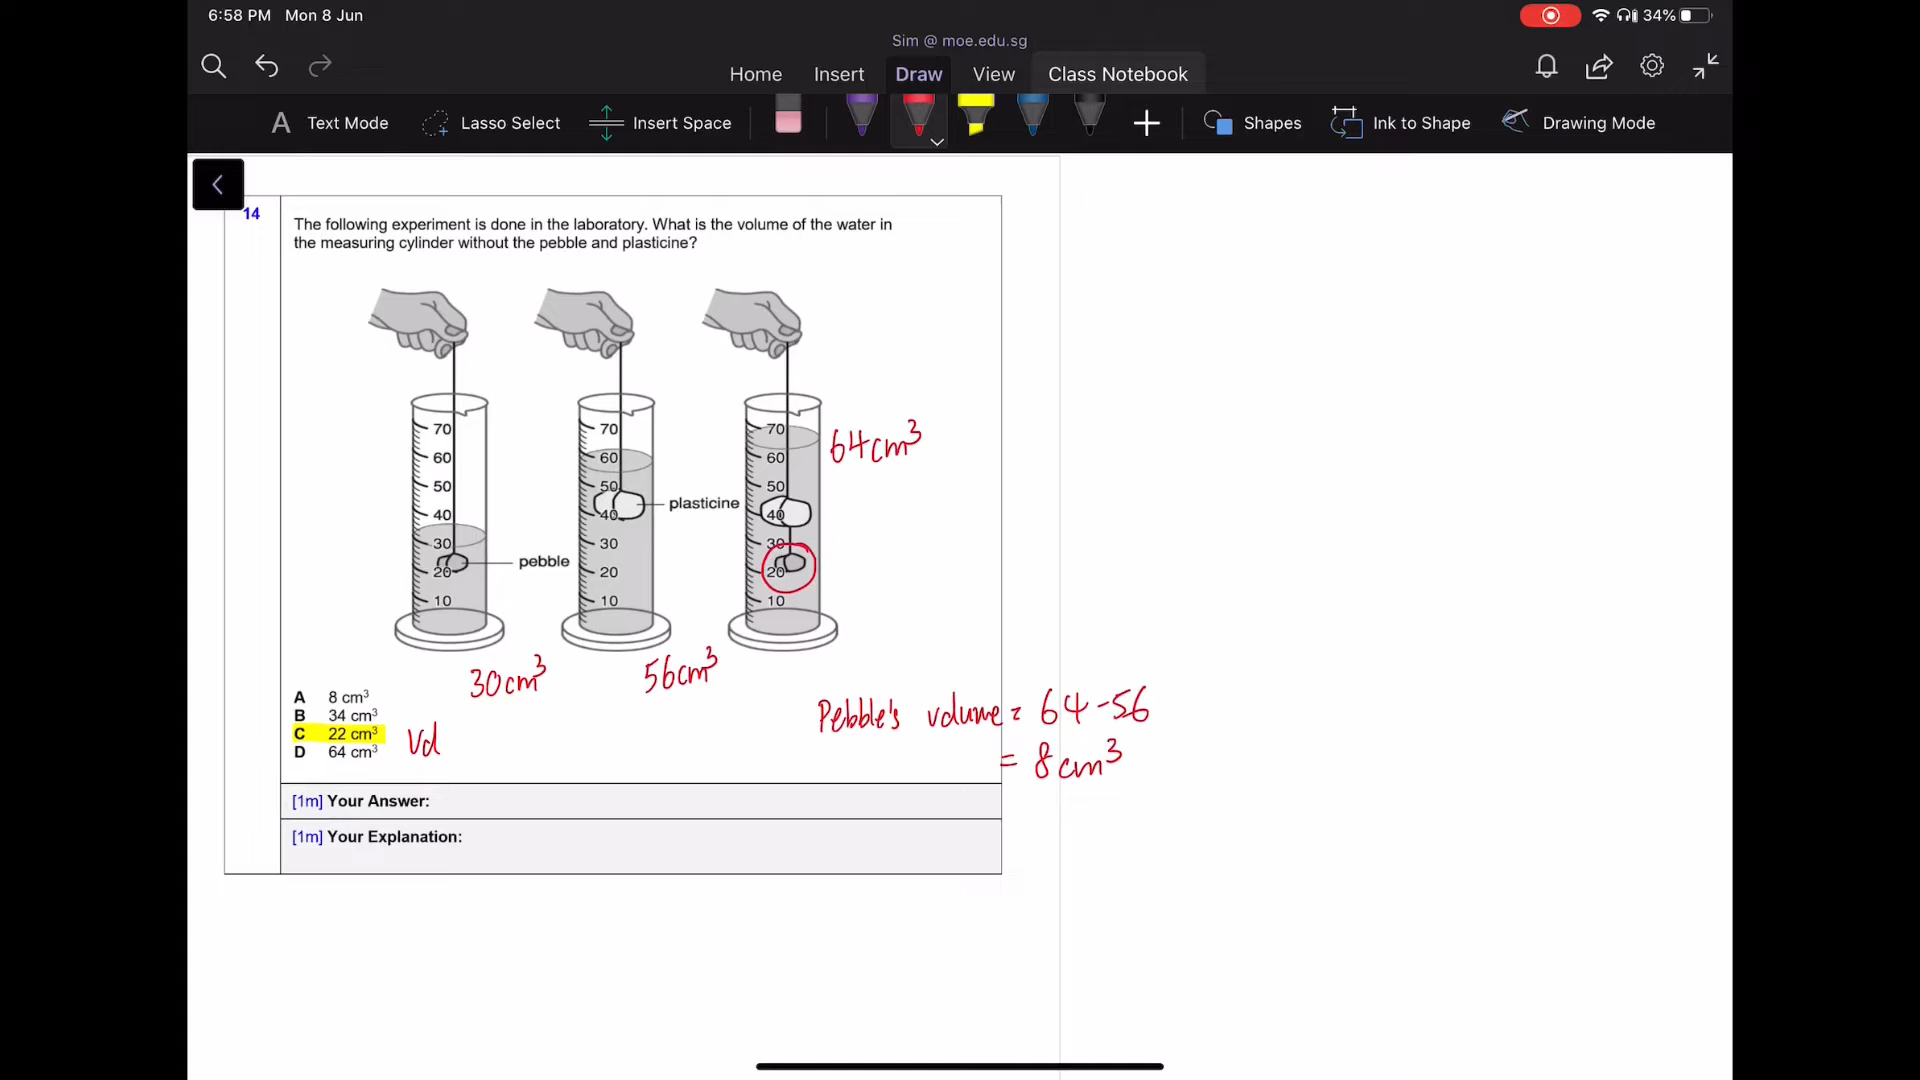 6:58 PM Mon 8 Jun
34%
Sim @ moe.edu.sg
Home Insert Draw View Class Notebook
A Text Mode Lasso Select Insert Space Shapes Ink to Shape Drawing Mode
14
The following experiment is done in the laboratory. What is the volume of the water in
the measuring cylinder without the pebble and plasticine?
70 70 70
64cm³
60 60 60
50 50 50
plasticine
40 40 40
30 30 30
pebble
20 20 20
10 10 10
30cm³ 56cm³
A 8 cm³
B 34 cm³
C 22 cm³
D 64 cm³
Vd
Pebble's volume = 64-56
= 8cm³
[1m] Your Answer:
[1m] Your Explanation: